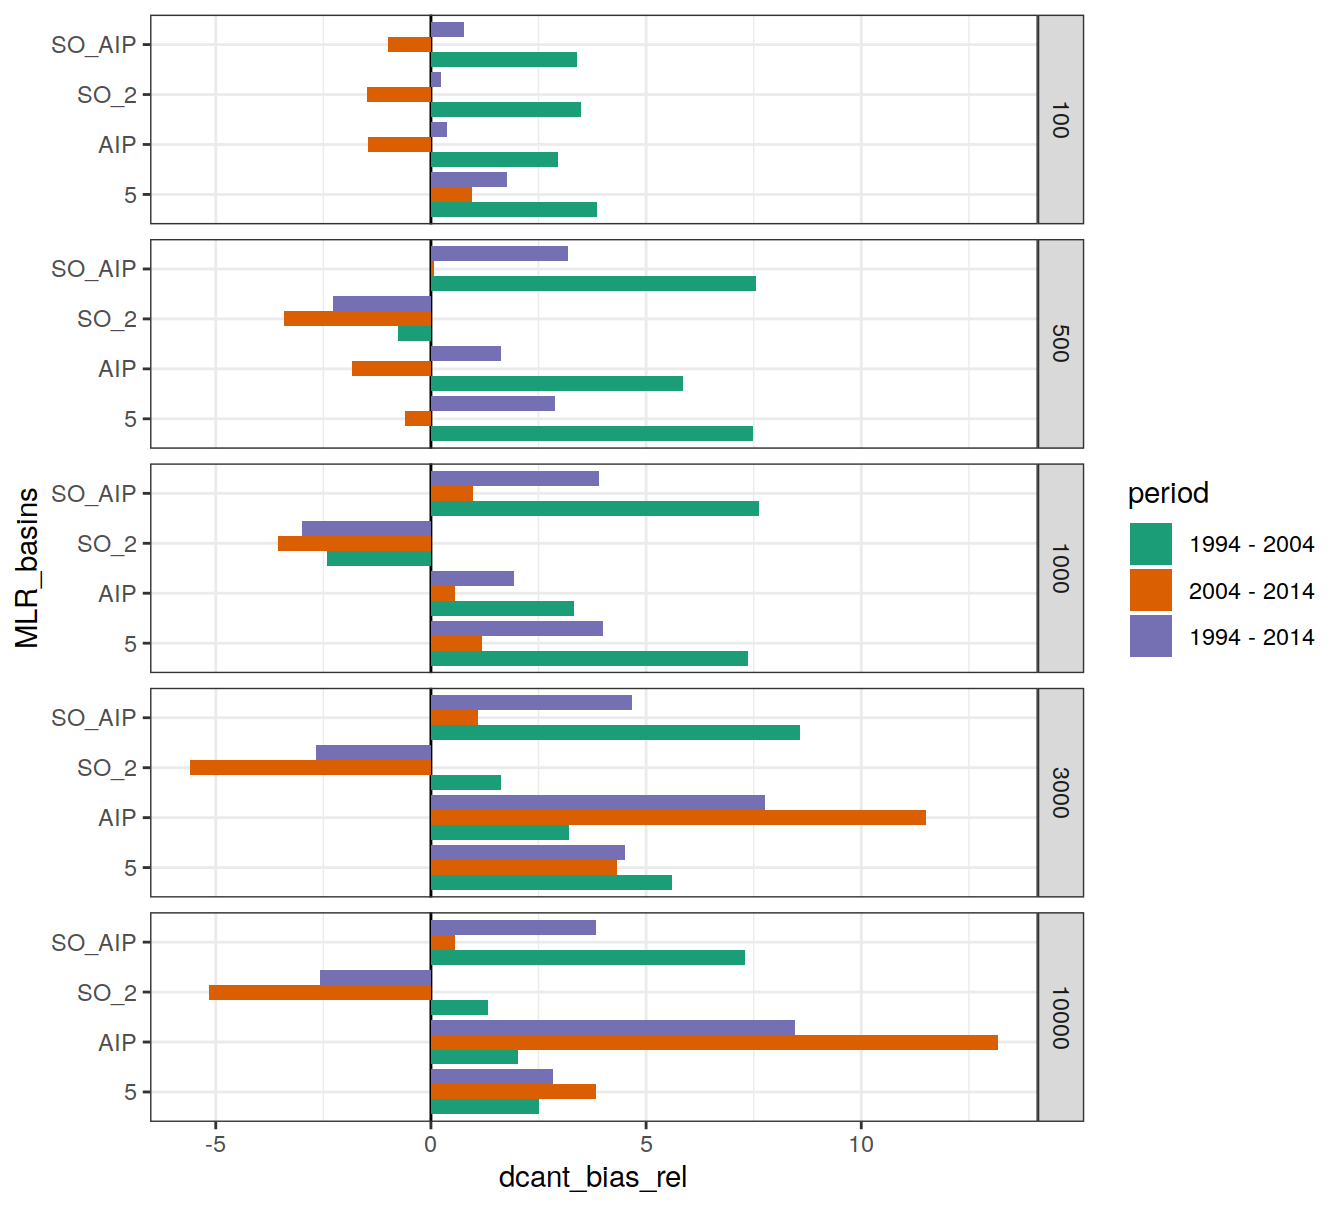 MLR_basins
SO_AIP
SO_2
AIP
5
100
SO_AIP
SO_2
AIP
5
500
SO_AIP
SO_2
AIP
5
1000
SO_AIP
SO_2
AIP
5
3000
SO_AIP
SO_2
AIP
5
10000
-5 0 5 10
dcant_bias_rel
period
1994 - 2004
2004 - 2014
1994 - 2014